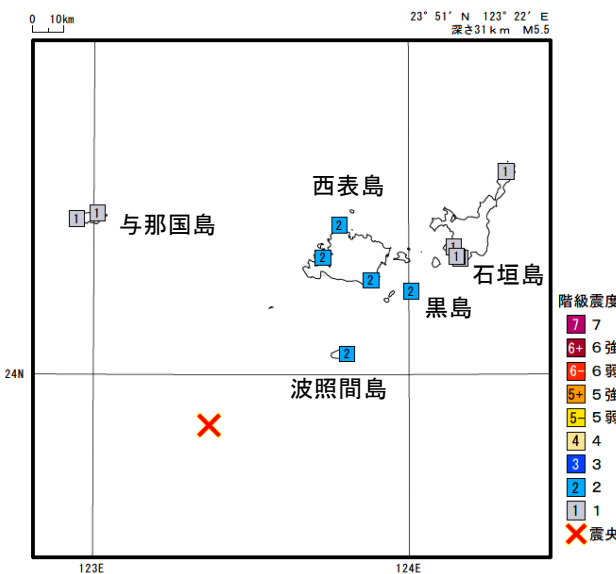 0 10km
23° 51′ N 123° 22′ E
深さ31km M5.5
1
西表島
2
1
1
与那国島
1
1
2
石垣島
2
2
黒島
階級震度
7 7
2
6+ 6強
24N
波照間島
6- 6弱
5+ 5強
5- 5弱
4 4
3 3
2 2
1 1
震央
123E
124E